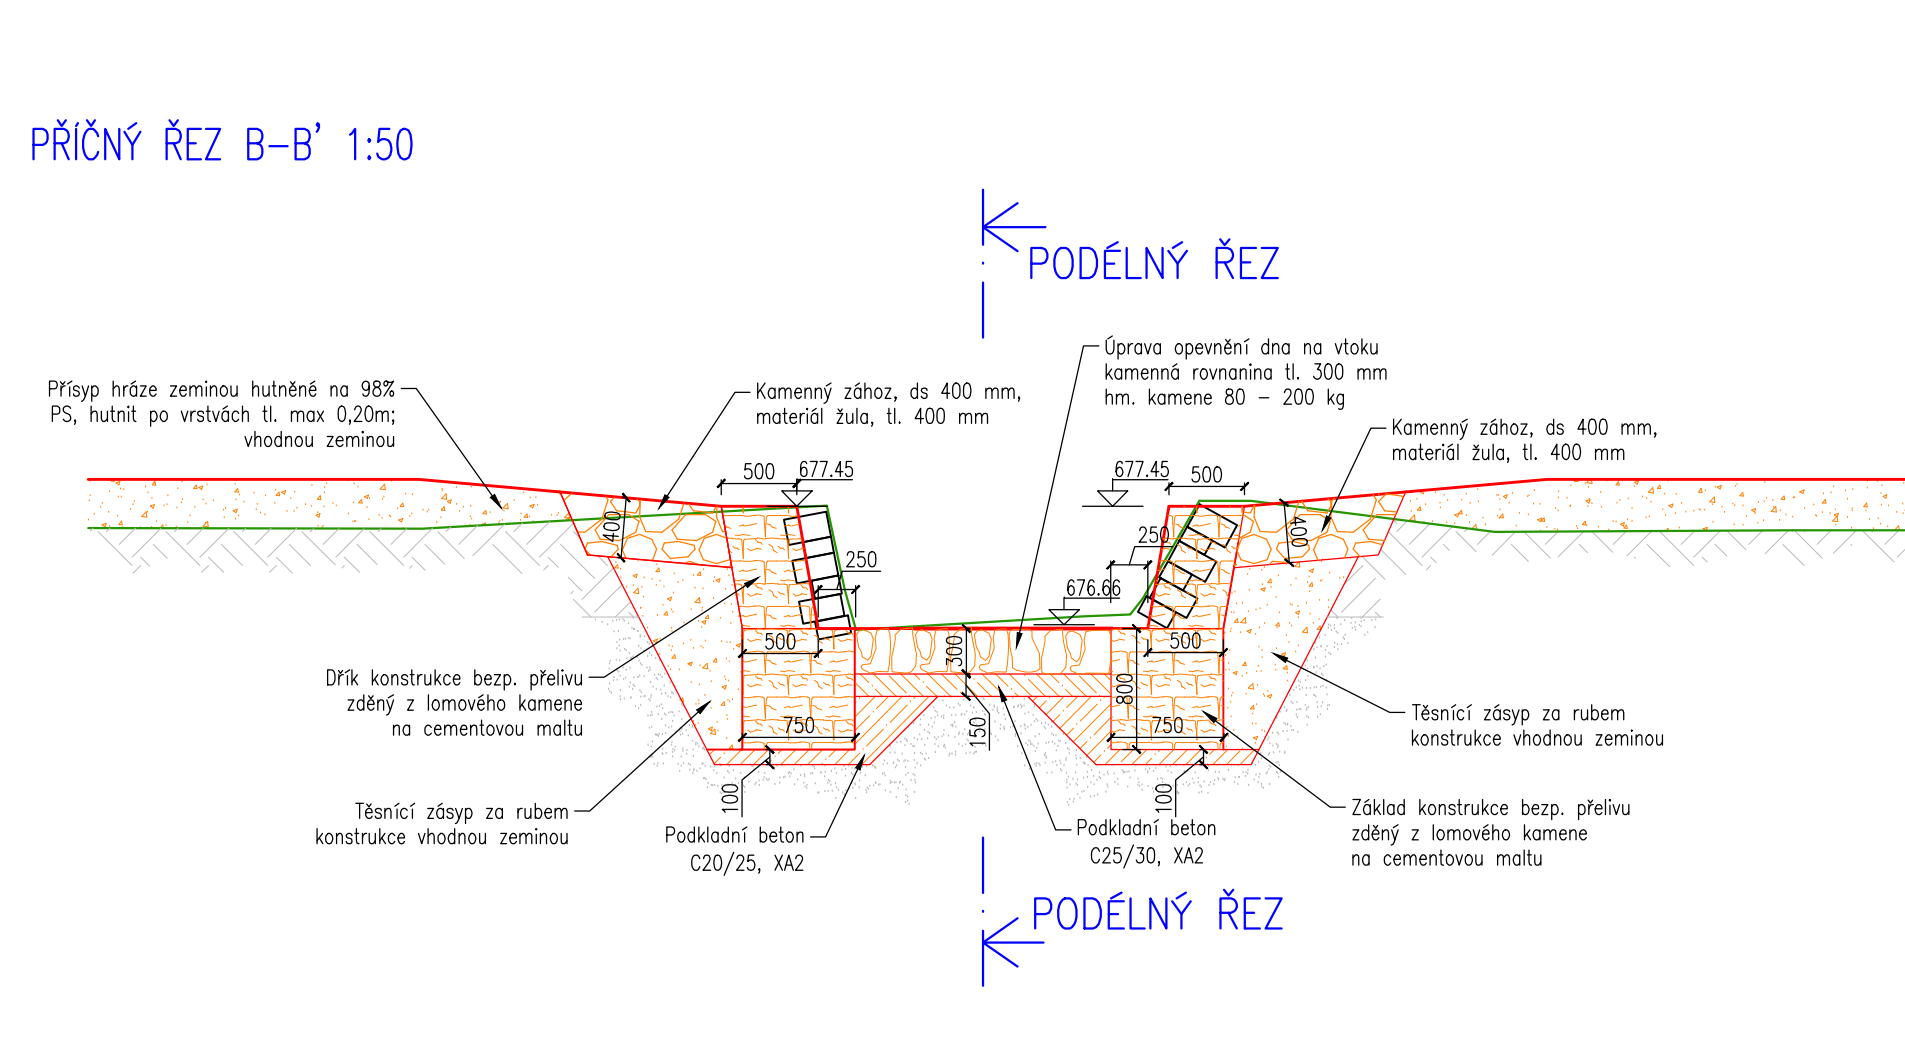 PŘÍČNÝ ŘEZ B–B’ 1:50
PODÉLNÝ ŘEZ
Úprava opevnění dna na vtoku
kamenná rovnanina tl. 300 mm
hm. kamene 80 – 200 kg
Přísyp hráze zeminou hutněné na 98%
PS, hutnit po vrstvách tl. max 0,20m;
vhodnou zeminou
Kamenný zához, ds 400 mm,
materiál žula, tl. 400 mm
Kamenný zához, ds 400 mm,
materiál žula, tl. 400 mm
500
677.45
677.45
500
400
400
250
250
676.66
500
300
500
800
750
150
750
100
100
Dřík konstrukce bezp. přelivu
zděný z lomového kamene
na cementovou maltu
Těsnící zásyp za rubem
konstrukce vhodnou zeminou
Těsnící zásyp za rubem
konstrukce vhodnou zeminou
Podkladní beton
C20/25, XA2
Podkladní beton
C25/30, XA2
Základ konstrukce bezp. přelivu
zděný z lomového kamene
na cementovou maltu
PODÉLNÝ ŘEZ